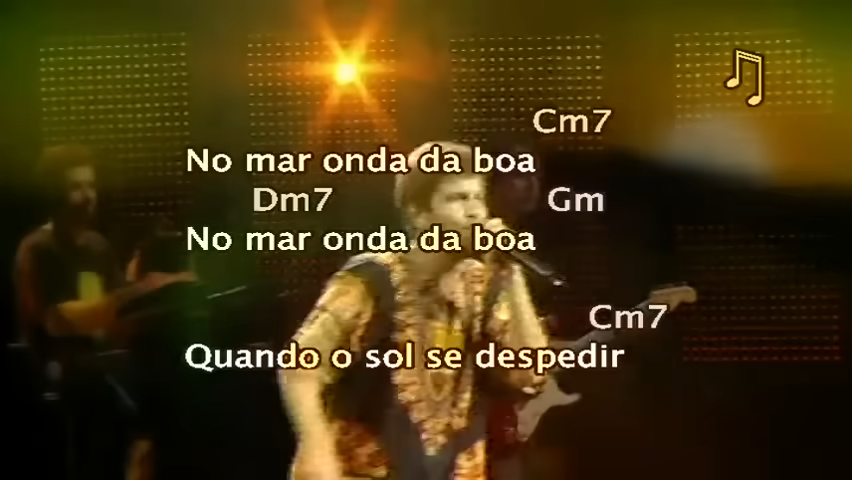 Cm7
No mar onda da boa
Dm7 Gm
No mar onda da boa
Cm7
Quando o sol se despedir